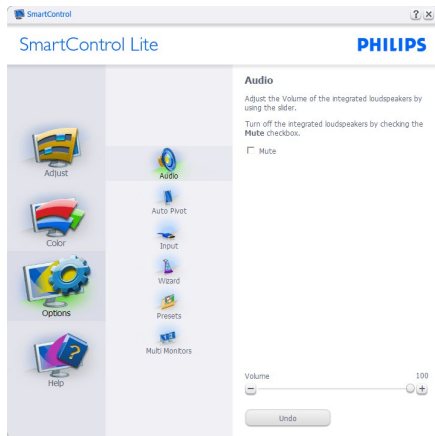 SmartControl
SmartControl Lite
PHILIPS
Adjust
Color
Options
Help
Audio
Auto Pivot
Input
Wizard
Presets
Multi Monitors
Audio
Adjust the Volume of the integrated loudspeakers by
using the slider.
Turn off the integrated loudspeakers by checking the
Mute checkbox.
Mute
Volume 100
Undo